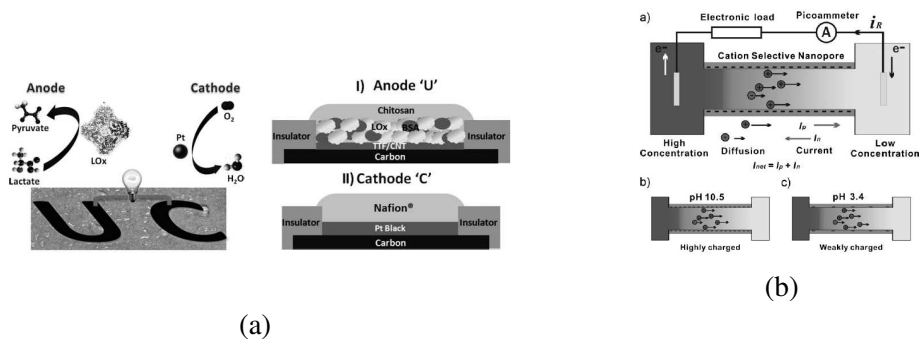 Anode
Cathode
Pyruvate
Lactate
LOx
Pt
O₂
H₂O
UC
I) Anode ‘U’
Chitosan
LOx
BSA
Insulator
Insulator
TTF/CNT
Carbon
II) Cathode ‘C’
Nafion®
Insulator
Insulator
Pt Black
Carbon
(a)
a)
Electronic load
Picoammeter
A
iR
e-
e-
Cation Selective Nanopore
High
Concentration
Diffusion
Current
Ip
In
Inet = Ip + In
Low
Concentration
b)
pH 10.5
Highly charged
c)
pH 3.4
Weakly charged
(b)